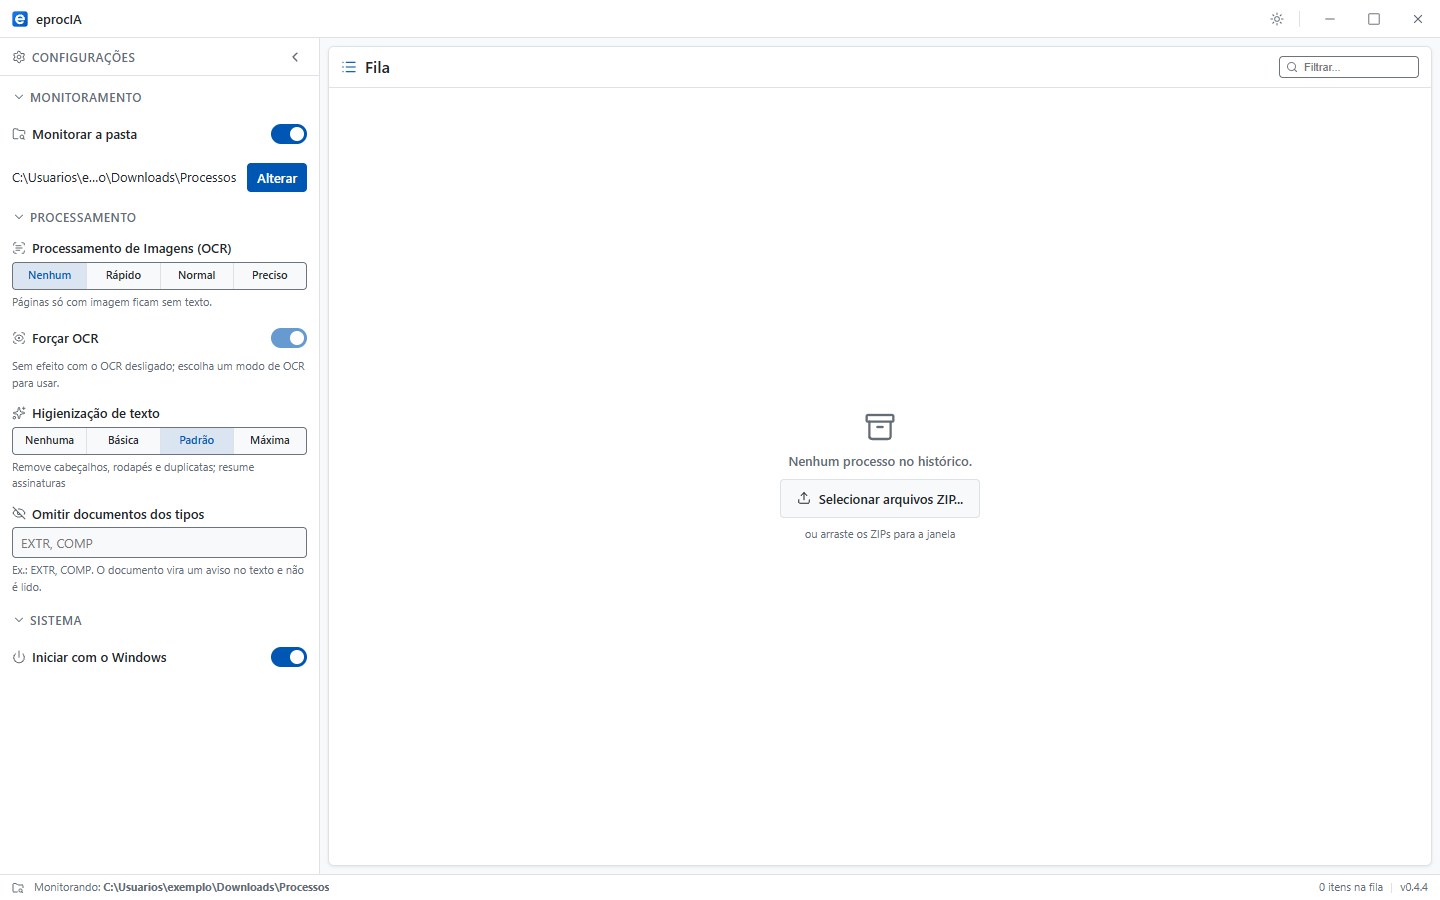 eprocIA
CONFIGURAÇÕES
MONITORAMENTO
Monitorar a pasta
C:\Usuarios\e...o\Downloads\Processos
Alterar
PROCESSAMENTO
Processamento de Imagens (OCR)
Nenhum Rápido Normal Preciso
Páginas só com imagem ficam sem texto.
Forçar OCR
Sem efeito com o OCR desligado; escolha um modo de OCR
para usar.
Higienização de texto
Nenhuma Básica Padrão Máxima
Remove cabeçalhos, rodapés e duplicatas; resume
assinaturas
Omitir documentos dos tipos
EXTR, COMP
Ex.: EXTR, COMP. O documento vira um aviso no texto e não
é lido.
SISTEMA
Iniciar com o Windows
Fila
Filtrar...
Nenhum processo no histórico.
Selecionar arquivos ZIP...
ou arraste os ZIPs para a janela
Monitorando: C:\Usuarios\exemplo\Downloads\Processos
0 itens na fila
v0.4.4